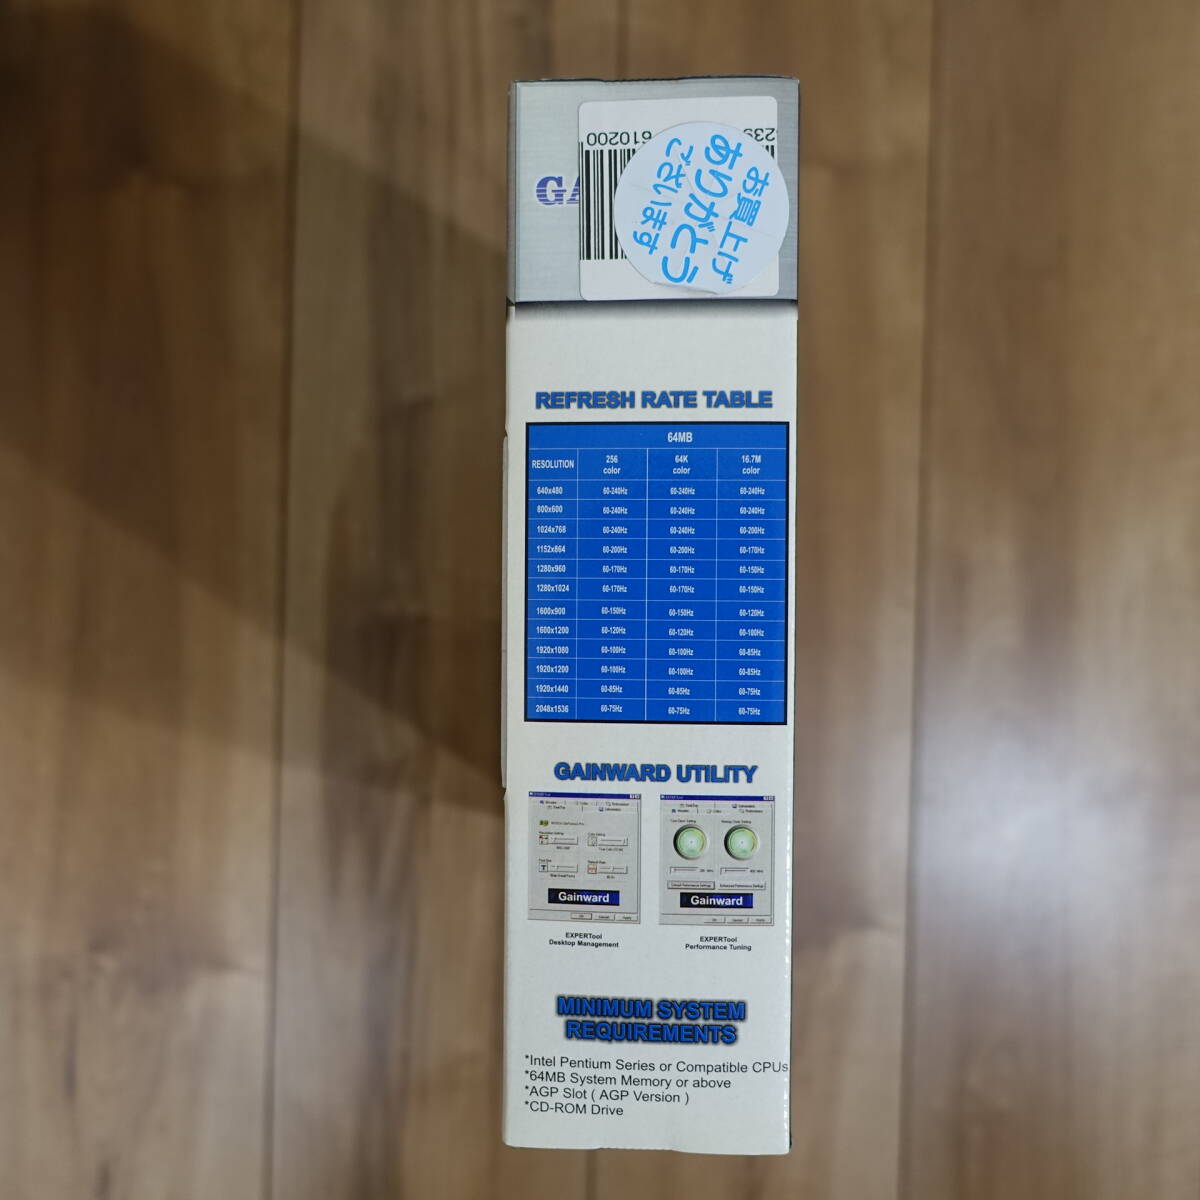 610200
239
GA
お買上げ
ありがとう
ございます
REFRESH RATE TABLE
64MB
RESOLUTION 256 color 64K color 16.7M color
640x480 60-240Hz 60-240Hz 60-240Hz
800x600 60-240Hz 60-240Hz 60-240Hz
1024x768 60-240Hz 60-240Hz 60-200Hz
1152x864 60-200Hz 60-200Hz 60-170Hz
1280x960 60-170Hz 60-170Hz 60-150Hz
1280x1024 60-170Hz 60-170Hz 60-150Hz
1600x900 60-150Hz 60-150Hz 60-120Hz
1600x1200 60-120Hz 60-120Hz 60-100Hz
1920x1080 60-100Hz 60-100Hz 60-85Hz
1920x1200 60-100Hz 60-100Hz 60-85Hz
1920x1440 60-85Hz 60-85Hz 60-75Hz
2048x1536 60-75Hz 60-75Hz 60-75Hz
GAINWARD UTILITY
Gainward
EXPERTool
Desktop Management
Gainward
EXPERTool
Performance Tuning
MINIMUM SYSTEM
REQUIREMENTS
*Intel Pentium Series or Compatible CPUs
*64MB System Memory or above
*AGP Slot ( AGP Version )
*CD-ROM Drive